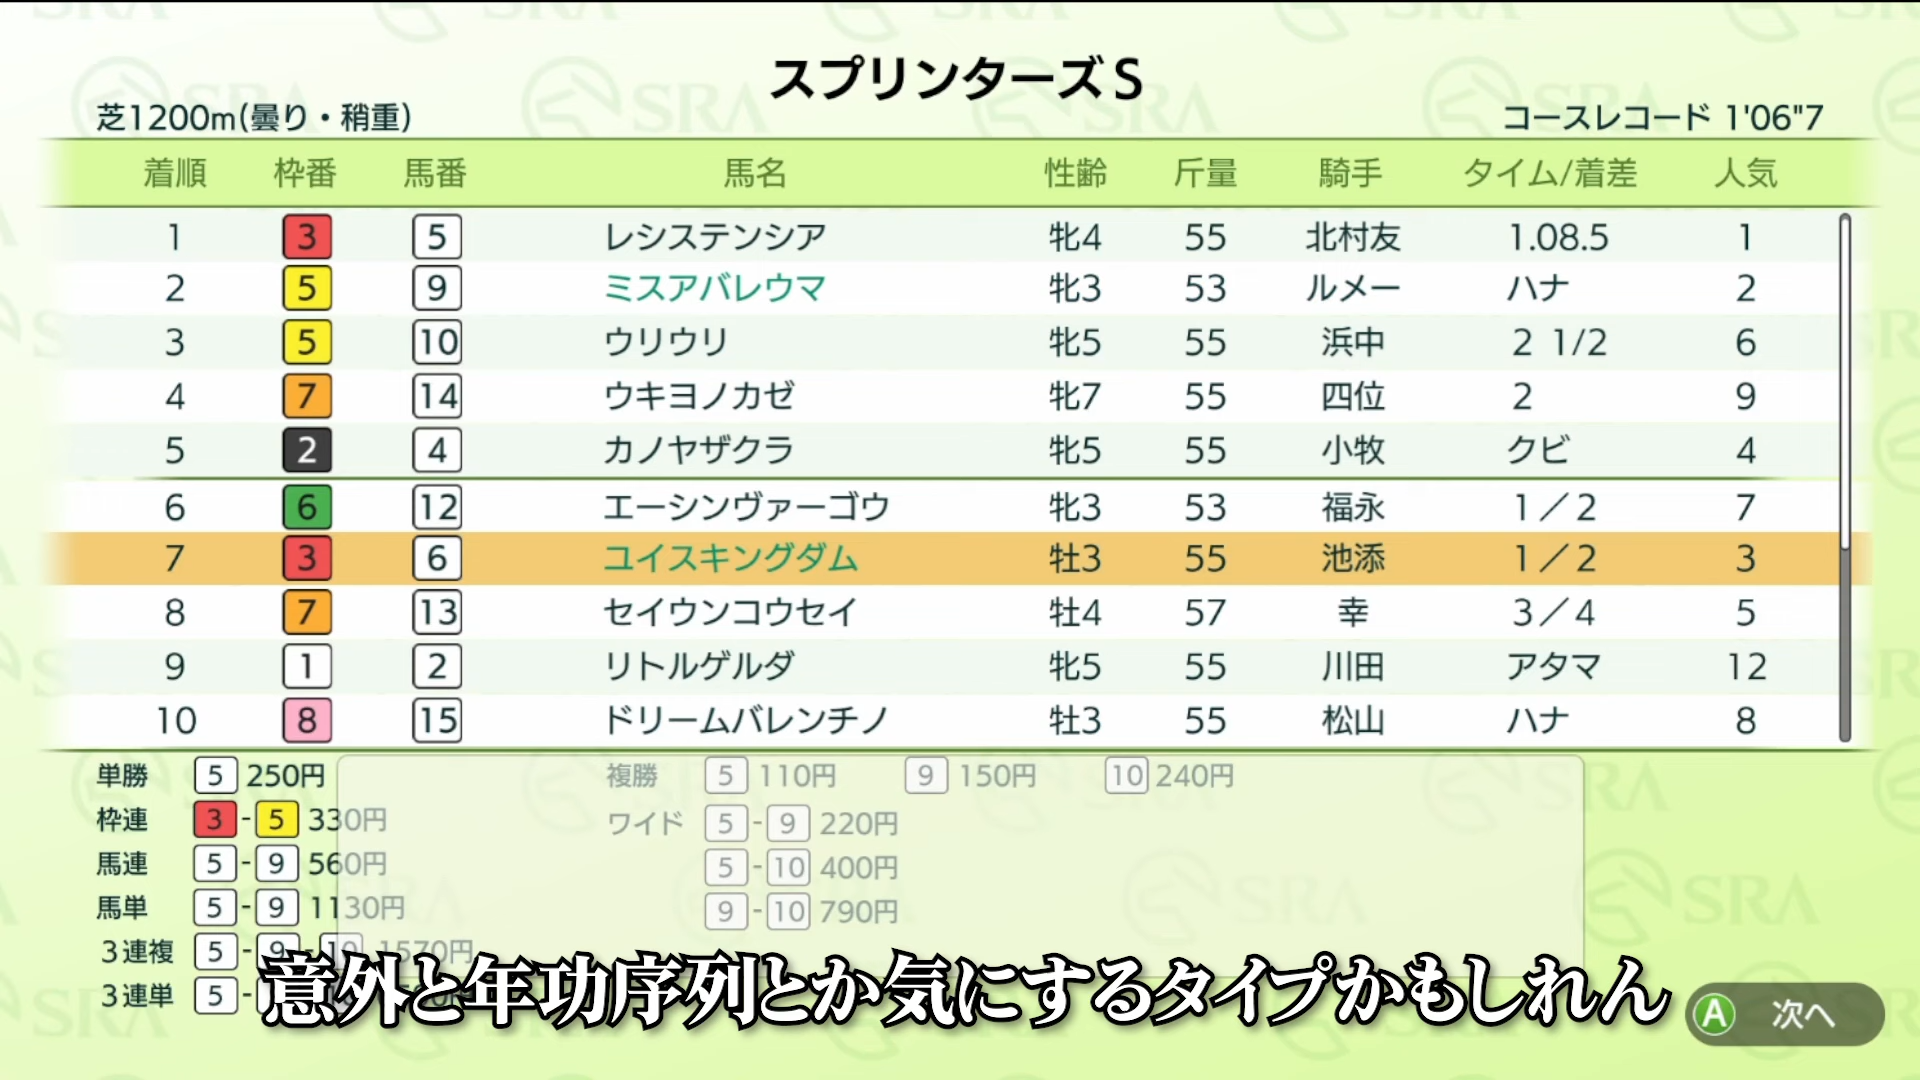 スプリンターズS
芝1200m(曇り・稍重)
コースレコード 1'06"7
着順 枠番 馬番 馬名 性齢 斤量 騎手 タイム/着差 人気
1 3 5 レシステンシア 牝4 55 北村友 1.08.5 1
2 5 9 ミスアバレウマ 牝3 53 ルメー ハナ 2
3 5 10 ウリウリ 牝5 55 浜中 2 1/2 6
4 7 14 ウキヨノカゼ 牝7 55 四位 2 9
5 2 4 カノヤザクラ 牝5 55 小牧 クビ 4
6 6 12 エーシンヴァーゴウ 牝3 53 福永 1／2 7
7 3 6 ユイスキングダム 牡3 55 池添 1／2 3
8 7 13 セイウンコウセイ 牡4 57 幸 3／4 5
9 1 2 リトルゲルダ 牝5 55 川田 アタマ 12
10 8 15 ドリームバレンチノ 牡3 55 松山 ハナ 8
単勝 5 250円 複勝 5 110円 9 150円 10 240円
枠連 3-5 330円 ワイド 5-9 220円
馬連 5-9 560円 5-10 400円
馬単 5-9 1130円 9-10 790円
3連複 5-9-10 1570円
3連単 5-
意外と年功序列とか気にするタイプかもしれん
A 次へ
SRA